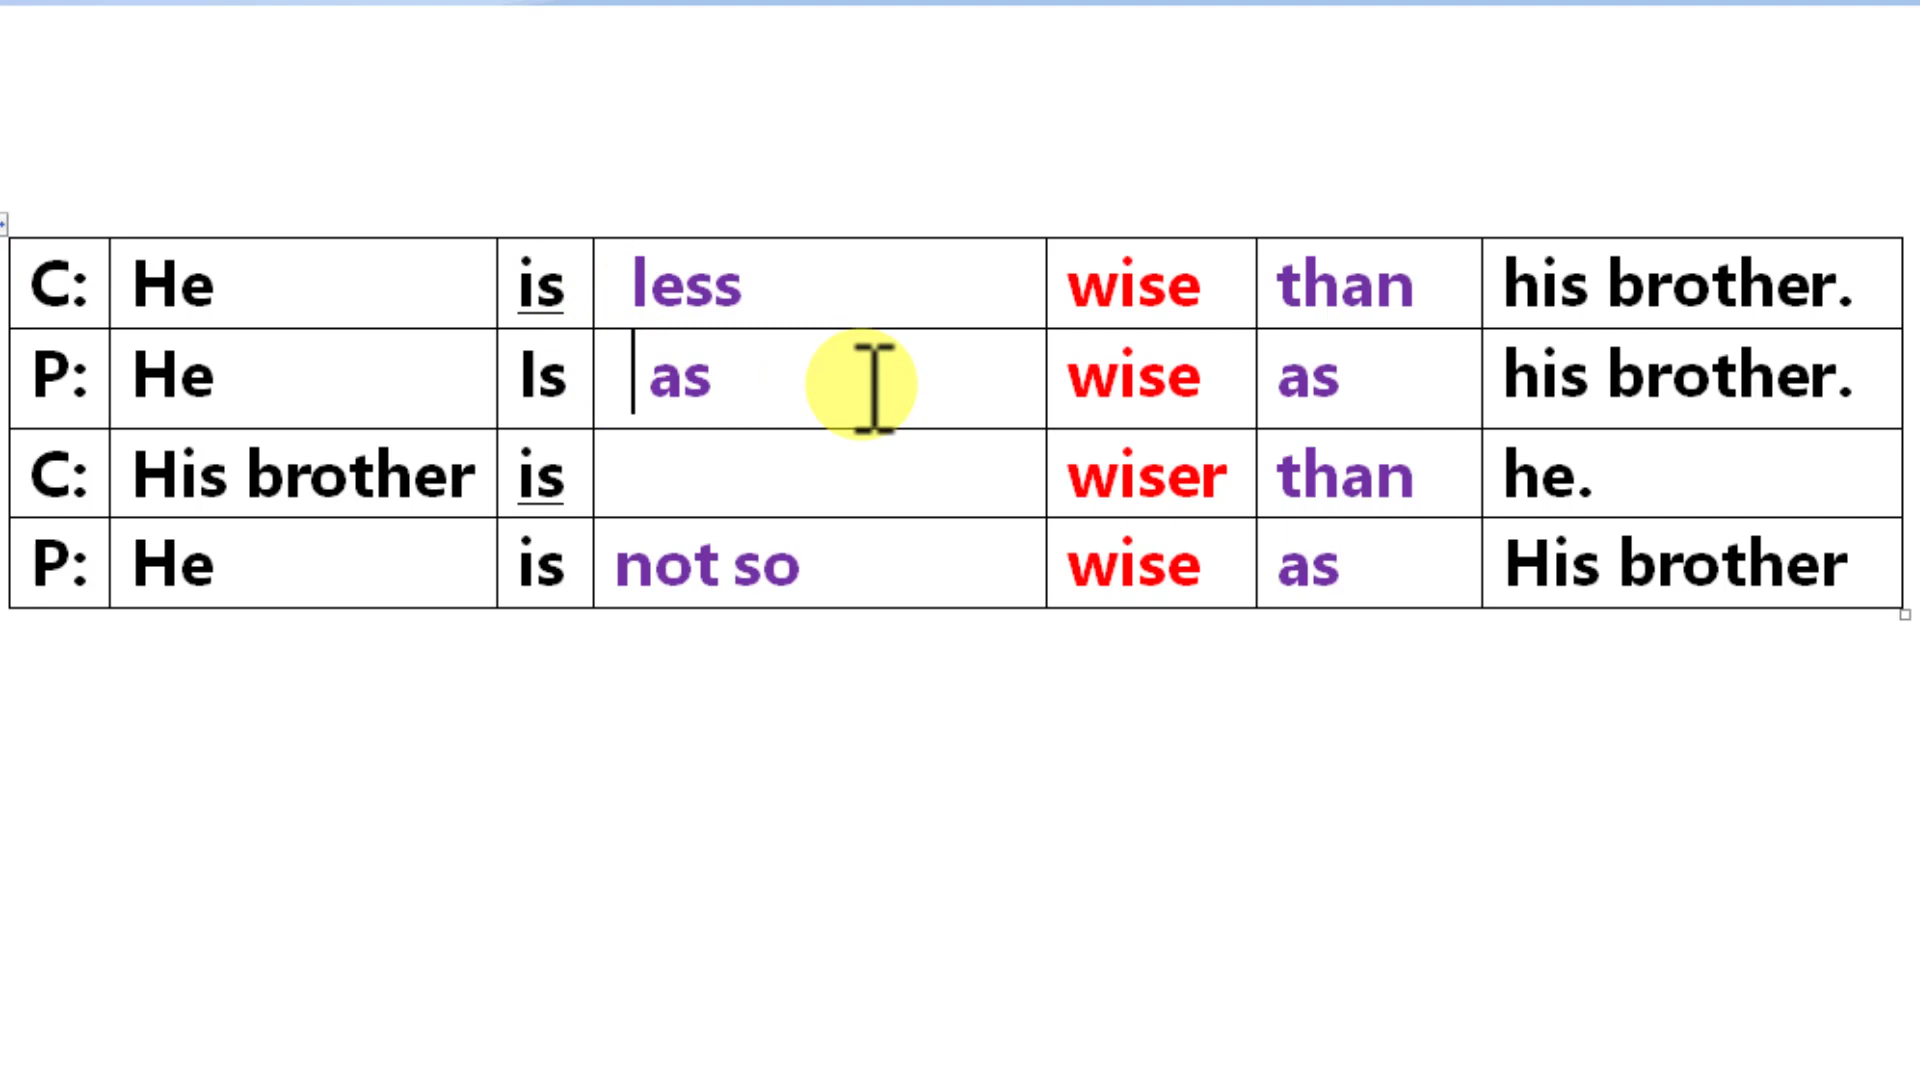 C: He is less wise than his brother.
P: He Is as wise as his brother.
C: His brother is wiser than he.
P: He is not so wise as His brother